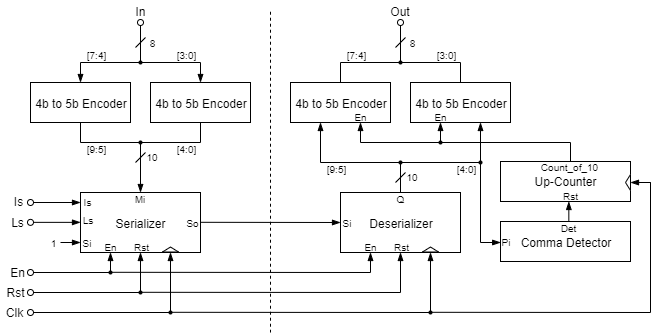 In Out
8 8
[7:4] [3:0] [7:4] [3:0]
4b to 5b Encoder 4b to 5b Encoder 4b to 5b Encoder 4b to 5b Encoder
En En
[9:5] 10 [4:0] [9:5] 10 [4:0]
Count_of_10
Up-Counter
Rst
Is Is Mi Q
Ls Ls Serializer So Si Deserializer
1 Si En Rst En Rst
Det
Pi Comma Detector
En
Rst
Clk